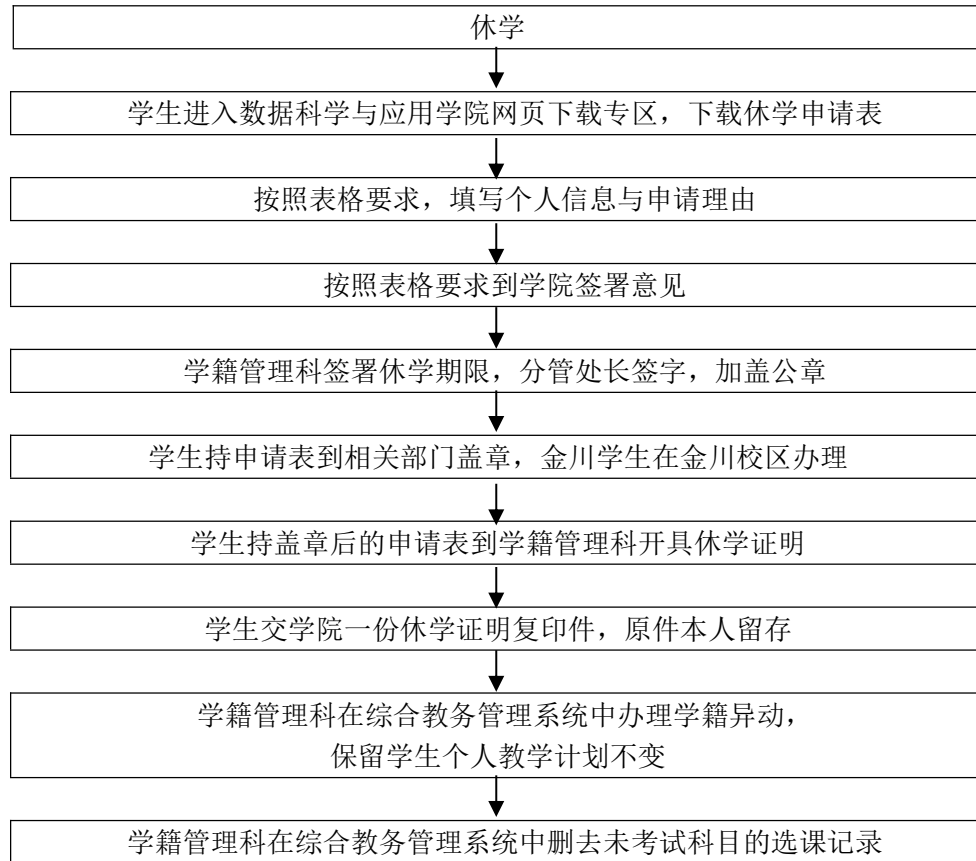 休学
学生进入数据科学与应用学院网页下载专区，下载休学申请表
按照表格要求，填写个人信息与申请理由
按照表格要求到学院签署意见
学籍管理科签署休学期限，分管处长签字，加盖公章
学生持申请表到相关部门盖章，金川学生在金川校区办理
学生持盖章后的申请表到学籍管理科开具休学证明
学生交学院一份休学证明复印件，原件本人留存
学籍管理科在综合教务管理系统中办理学籍异动，
保留学生个人教学计划不变
学籍管理科在综合教务管理系统中删去未考试科目的选课记录